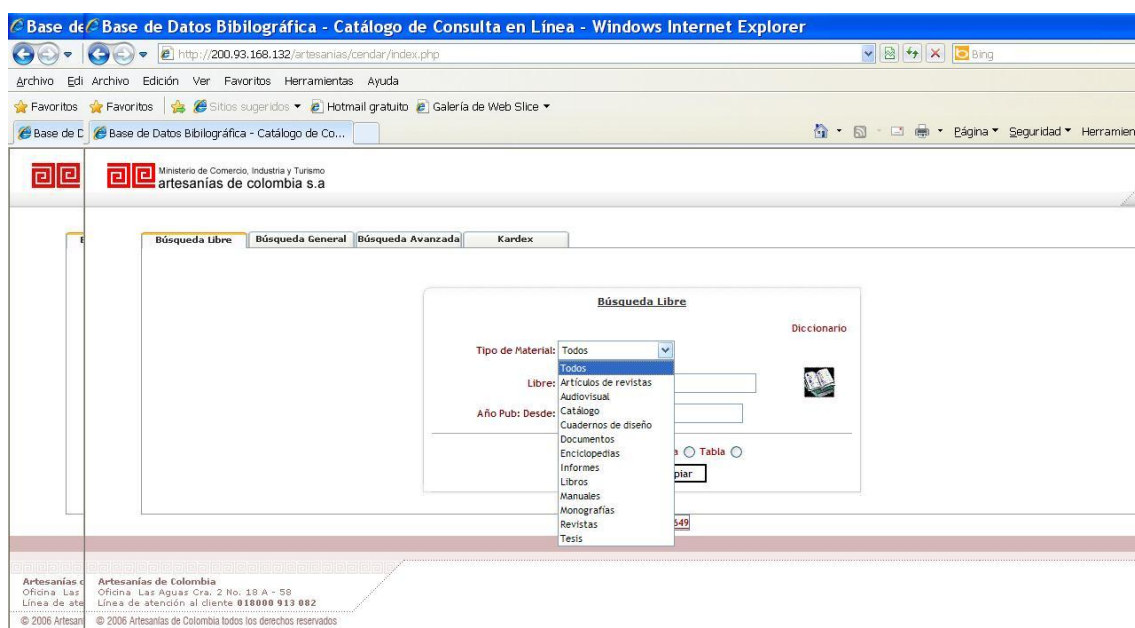 Base de Base de Datos Bibilográfica - Catálogo de Consulta en Línea - Windows Internet Explorer
http://200.93.168.132/artesanias/cendar/index.php
Bing
Archivo Edi Archivo Edición Ver Favoritos Herramientas Ayuda
Favoritos Favoritos Sitios sugeridos Hotmail gratuito Galería de Web Slice
Base de D Base de Datos Bibilográfica - Catálogo de Co...
Página Seguridad Herramien
Ministerio de Comercio, Industria y Turismo
artesanías de colombia s.a
Búsqueda Libre Búsqueda General Búsqueda Avanzada Kardex
Búsqueda Libre
Diccionario
Tipo de Material: Todos
Todos
Libre: Artículos de revistas
Audiovisual
Año Pub: Desde: Catálogo
Cuadernos de diseño
Documentos
Enciclopedias
a Tabla
Informes
piar
Libros
Manuales
Monografías
Revistas
649
Tesis
Artesanías c Artesanías de Colombia
Oficina Las Oficina Las Aguas Cra. 2 No. 18 A - 58
Línea de ate Línea de atención al cliente 018000 913 082
© 2006 Artesan © 2006 Artesanías de Colombia todos los derechos reservados